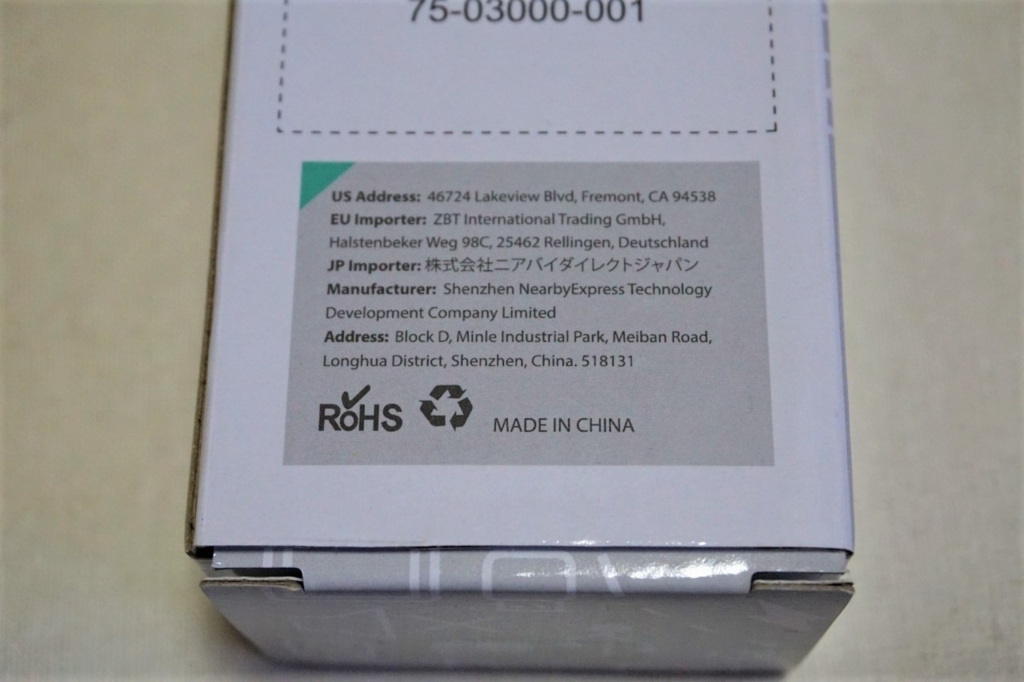 75-03000-001
US Address: 46724 Lakeview Blvd, Fremont, CA 94538
EU Importer: ZBT International Trading GmbH,
Halstenbeker Weg 98C, 25462 Rellingen, Deutschland
JP Importer: 株式会社ニアバイダイレクトジャパン
Manufacturer: Shenzhen NearbyExpress Technology
Development Company Limited
Address: Block D, Minle Industrial Park, Meiban Road,
Longhua District, Shenzhen, China. 518131
RoHS MADE IN CHINA